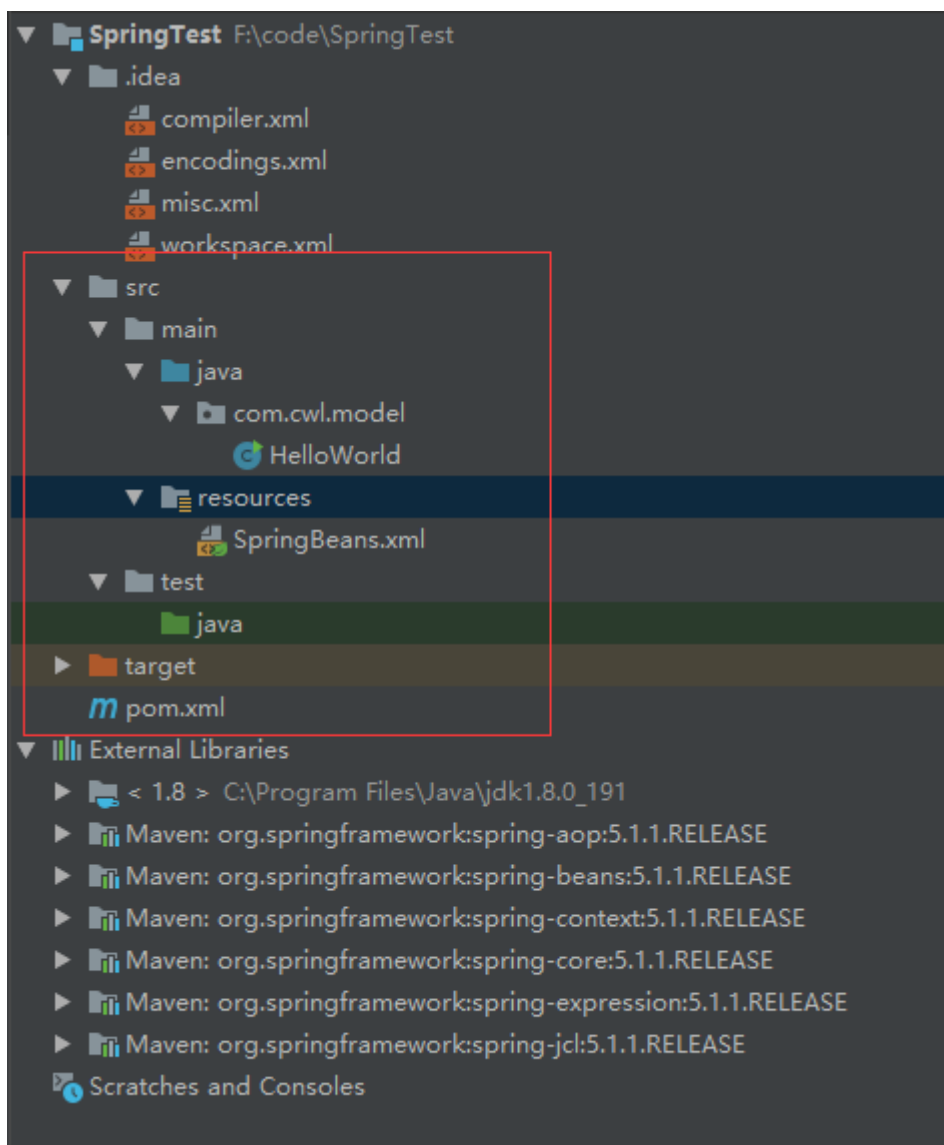 SpringTest F:\code\SpringTest
.idea
compiler.xml
encodings.xml
misc.xml
workspace.xml
src
main
java
com.cwl.model
HelloWorld
resources
SpringBeans.xml
test
java
target
pom.xml
External Libraries
< 1.8 > C:\Program Files\Java\jdk1.8.0_191
Maven: org.springframework:spring-aop:5.1.1.RELEASE
Maven: org.springframework:spring-beans:5.1.1.RELEASE
Maven: org.springframework:spring-context:5.1.1.RELEASE
Maven: org.springframework:spring-core:5.1.1.RELEASE
Maven: org.springframework:spring-expression:5.1.1.RELEASE
Maven: org.springframework:spring-jcl:5.1.1.RELEASE
Scratches and Consoles